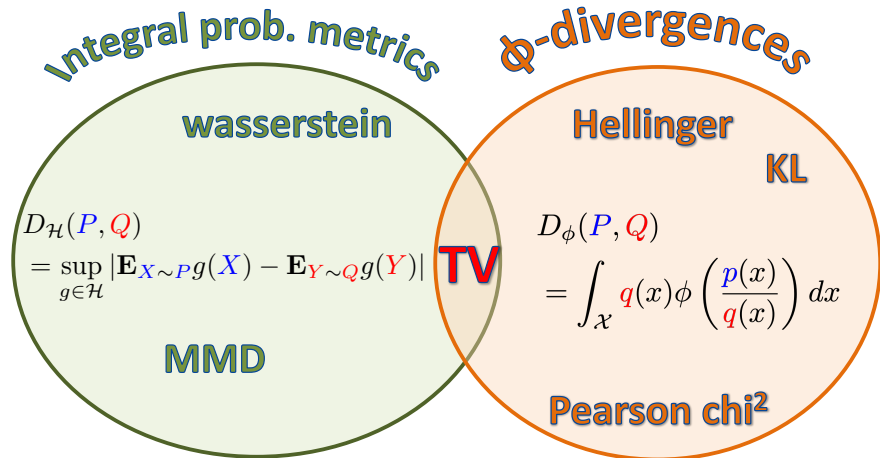 Integral prob. metrics
ϕ-divergences
wasserstein
Hellinger
KL
D_ℋ(P, Q)
= sup_{g∈ℋ} |𝐄_{X∼P} g(X) − 𝐄_{Y∼Q} g(Y)|
TV
D_ϕ(P, Q)
= ∫_𝒳 q(x)ϕ(p(x)/q(x)) dx
MMD
Pearson chi²